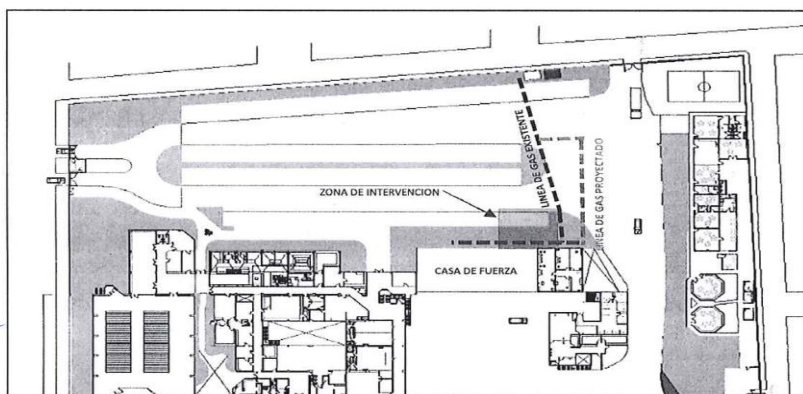 LINEA DE GAS EXISTENTE
ZONA DE INTERVENCION
LINEA DE GAS PROYECTADO
CASA DE FUERZA